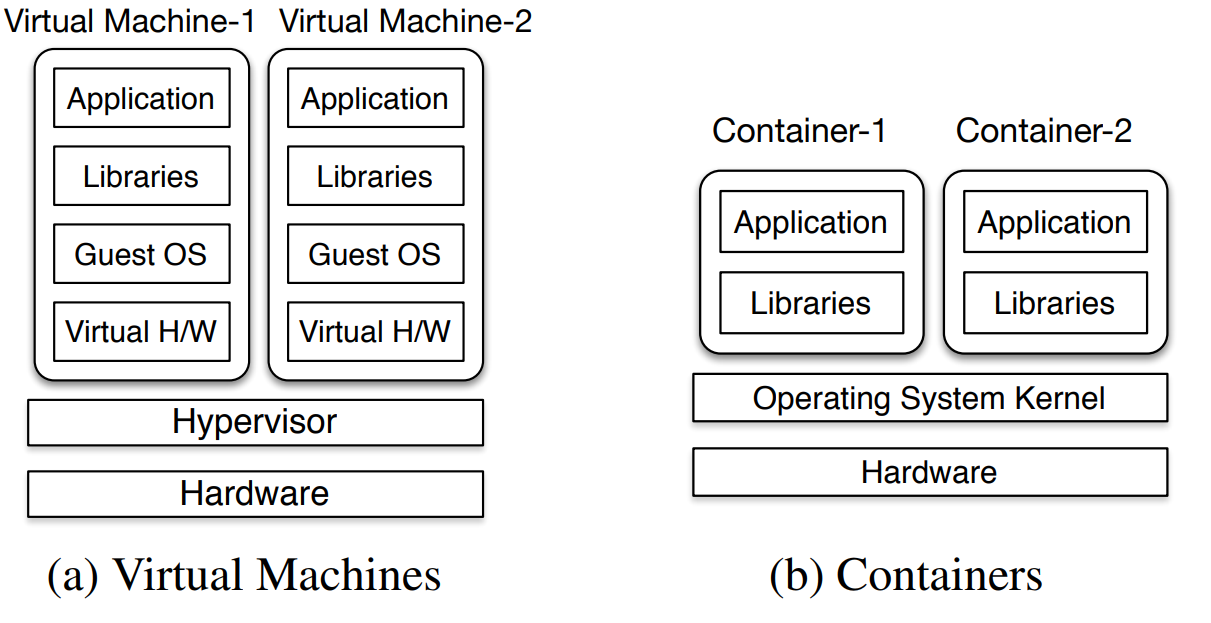 Virtual Machine-1
Virtual Machine-2
Application
Libraries
Guest OS
Virtual H/W
Application
Libraries
Guest OS
Virtual H/W
Hypervisor
Hardware
(a) Virtual Machines
Container-1
Container-2
Application
Libraries
Application
Libraries
Operating System Kernel
Hardware
(b) Containers